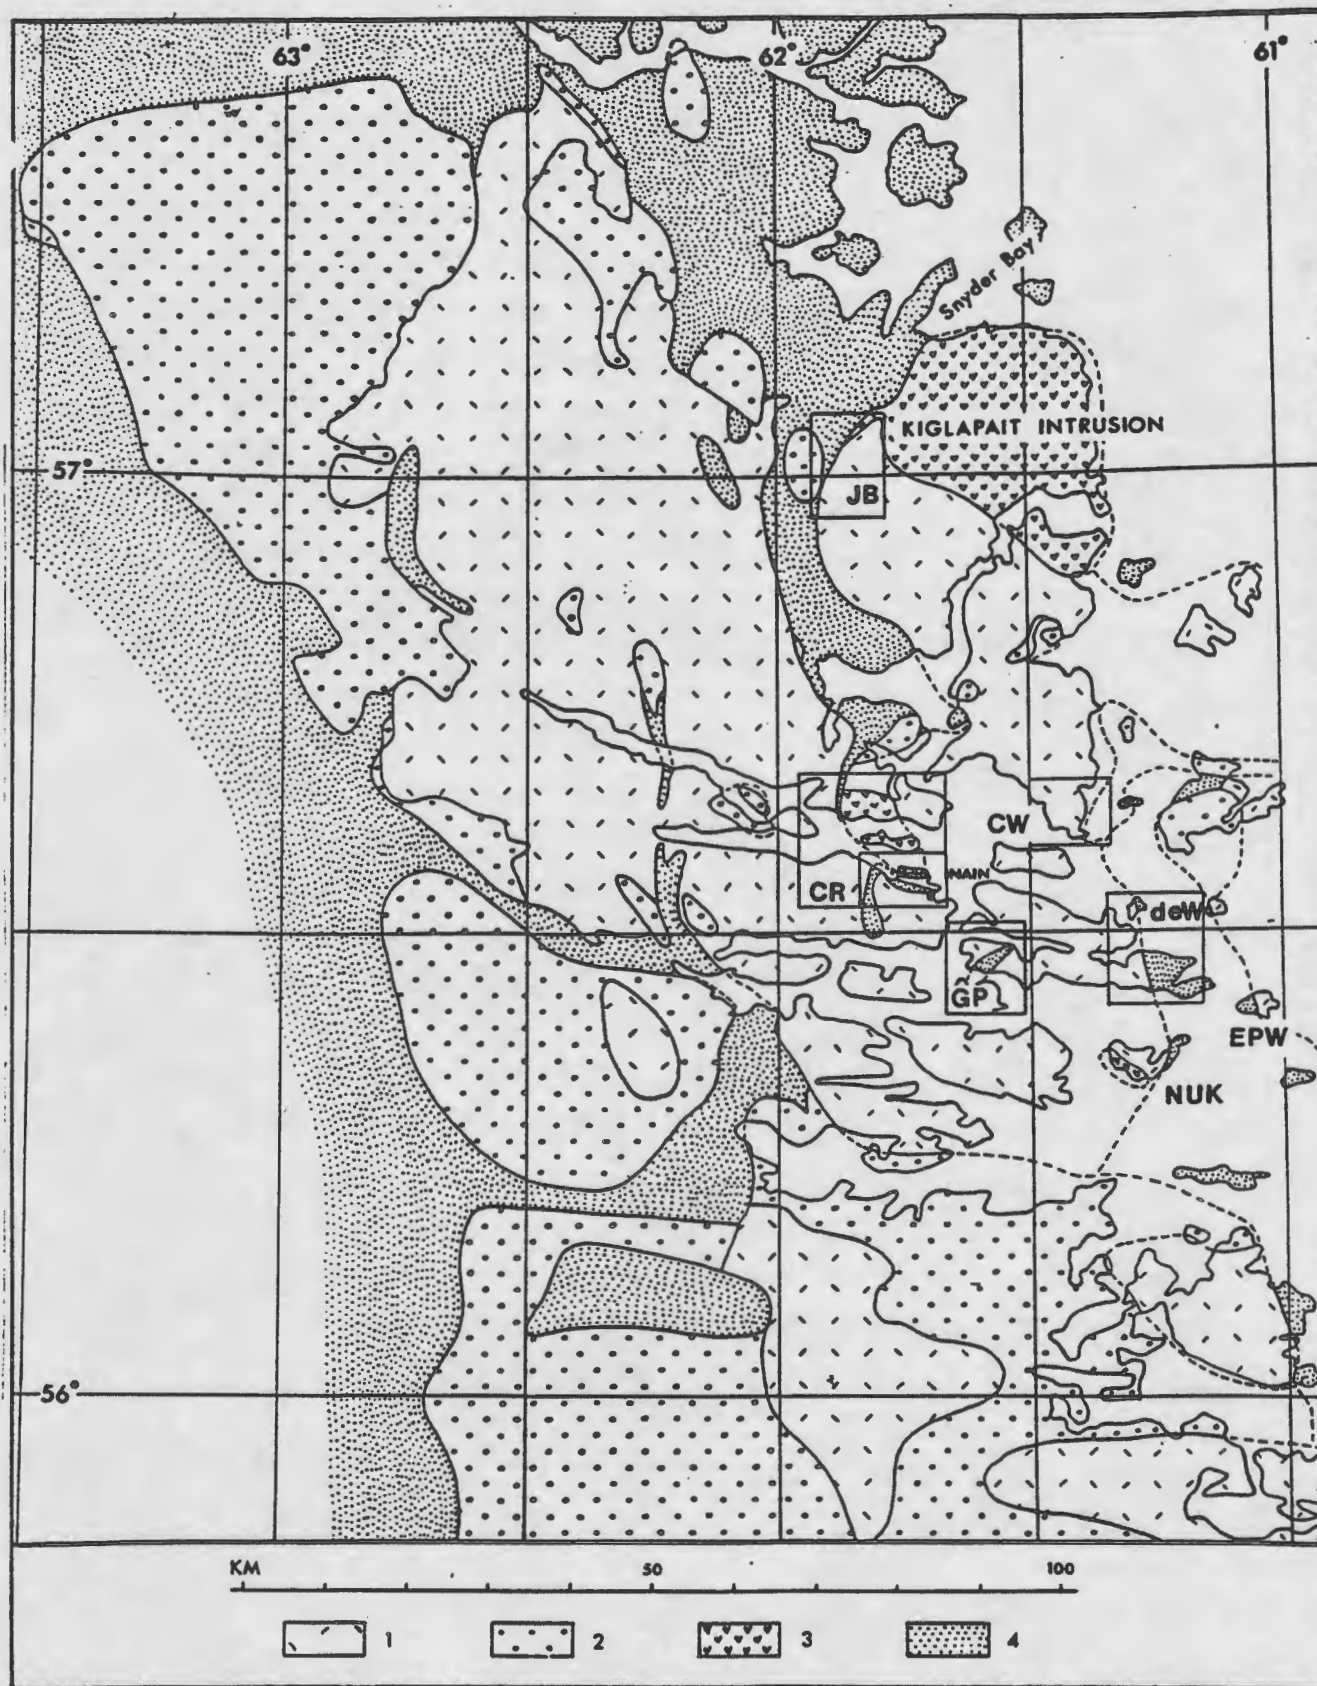 63°
62°
61°
Snyder Bay
KIGLAPAIT INTRUSION
57°
JB
CW
NAIN
CR
deW
GP
EPW
NUK
56°
KM 50 100
1 2 3 4